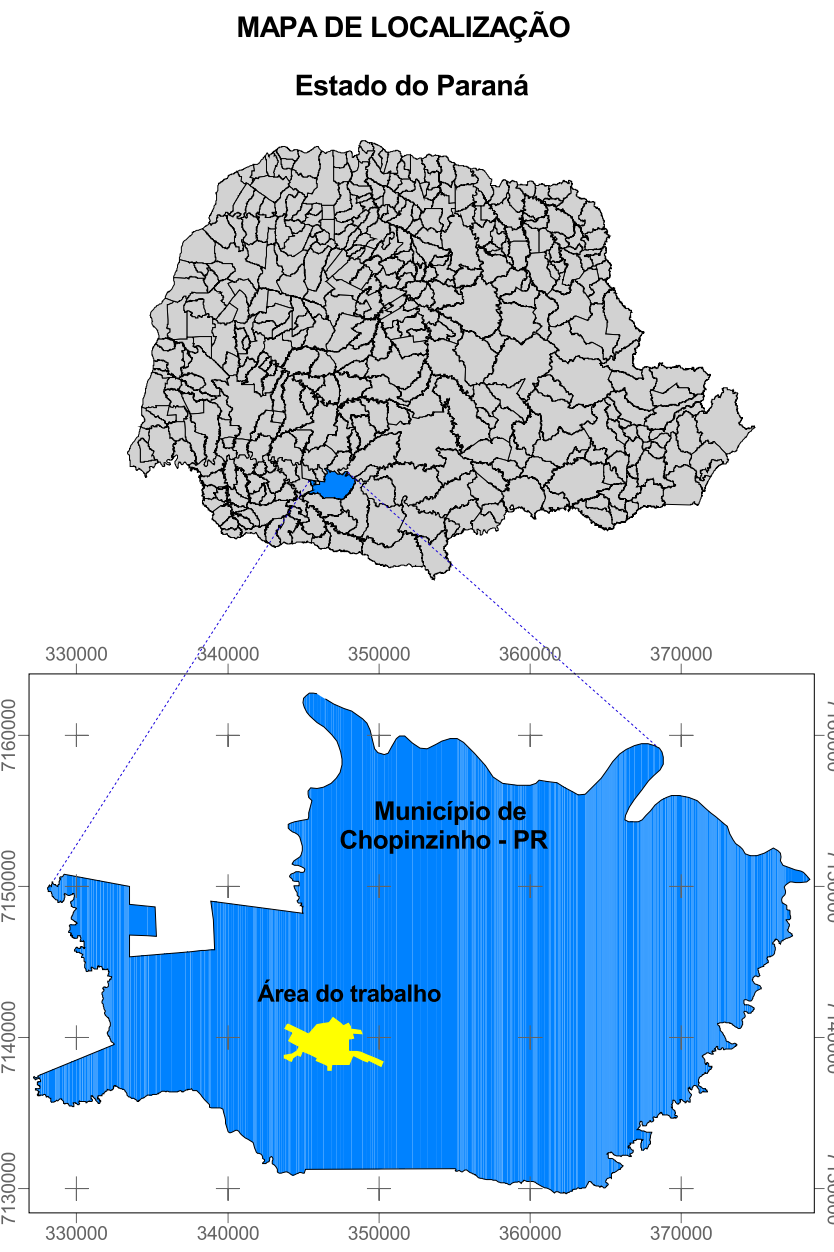 MAPA DE LOCALIZAÇÃO
Estado do Paraná
330000 340000 350000 360000 370000
7160000
Município de
Chopinzinho - PR
7150000
Área do trabalho
7140000
7130000
330000 340000 350000 360000 370000